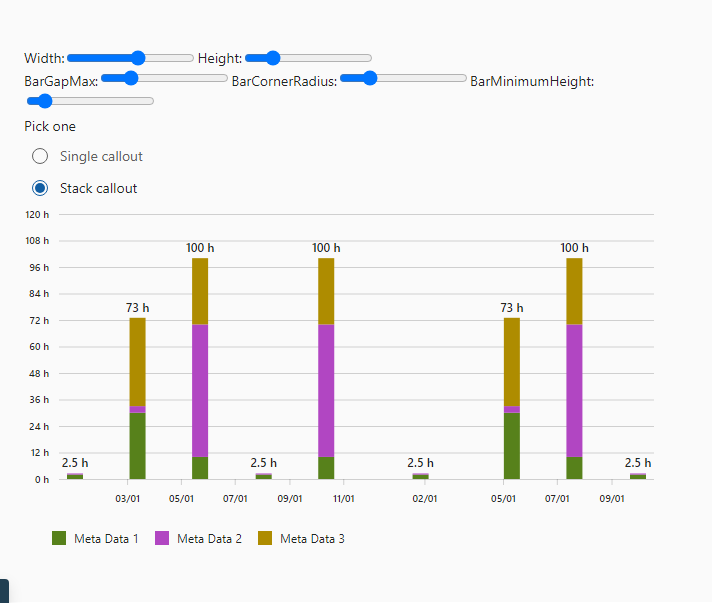 Width: Height:
BarGapMax: BarCornerRadius: BarMinimumHeight:
Pick one
Single callout
Stack callout
120 h
108 h
100 h 100 h 100 h
96 h
84 h
73 h 73 h
72 h
60 h
48 h
36 h
24 h
12 h
2.5 h 2.5 h 2.5 h 2.5 h
0 h
03/01 05/01 07/01 09/01 11/01 02/01 05/01 07/01 09/01
Meta Data 1 Meta Data 2 Meta Data 3